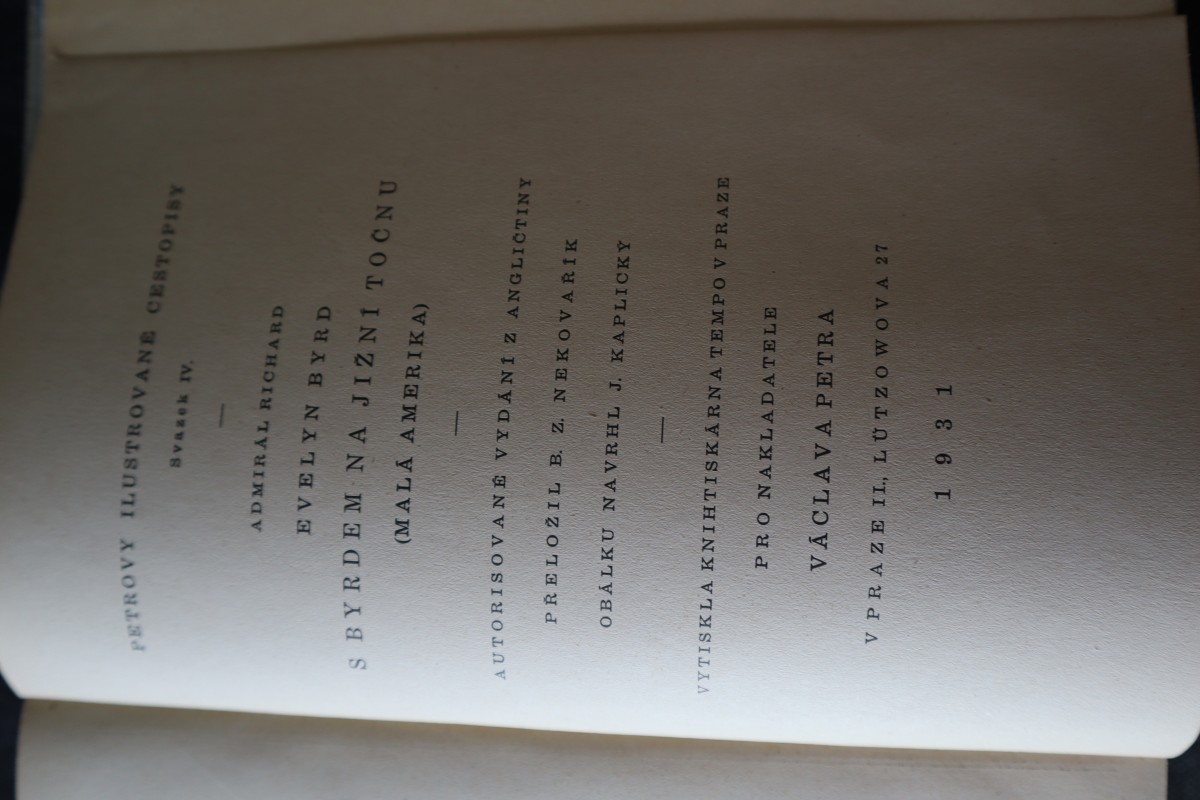 PETROVY ILUSTROVANÉ CESTOPISY
Svazek IV.
ADMIRÁL RICHARD
EVELYN BYRD
S BYRDEM NA JIŽNÍ TOČNU
(MALÁ AMERIKA)
AUTORISOVANÉ VYDÁNÍ Z ANGLIČTINY
PŘELOŽIL B. Z. NEKOVAŘÍK
OBÁLKU NAVRHL J. KAPLICKÝ
VYTISKLA KNIHTISKÁRNA TEMPO V PRAZE
PRO NAKLADATELE
VÁCLAVA PETRA
V PRAZE II., LÜTZOWOVA 27
1931